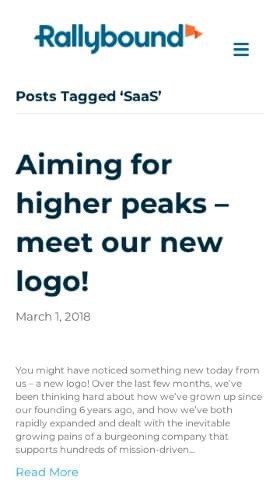 Rallybound
Posts Tagged ‘SaaS’
Aiming for
higher peaks –
meet our new
logo!
March 1, 2018
You might have noticed something new today from
us – a new logo! Over the last few months, we’ve
been thinking hard about how we’ve grown up since
our founding 6 years ago, and how we’ve both
rapidly expanded and dealt with the inevitable
growing pains of a burgeoning company that
supports hundreds of mission-driven...
Read More